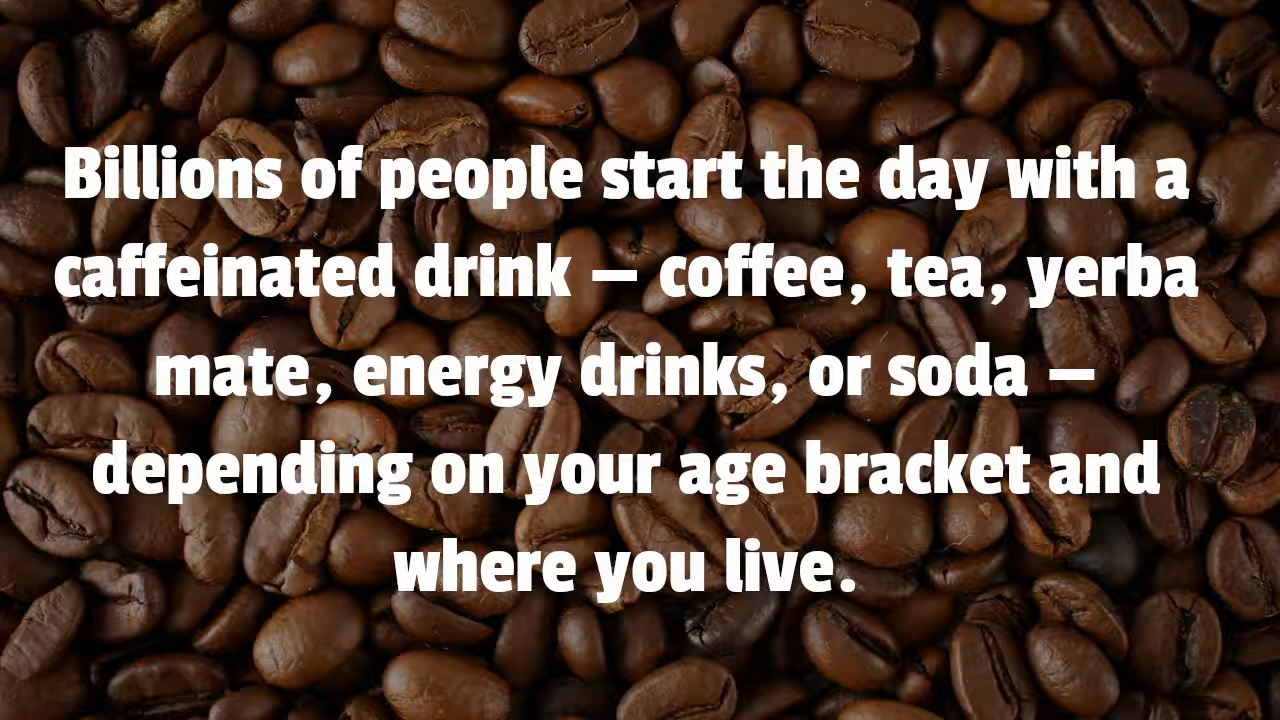 Billions of people start the day with a
caffeinated drink — coffee, tea, yerba
mate, energy drinks, or soda —
depending on your age bracket and
where you live.